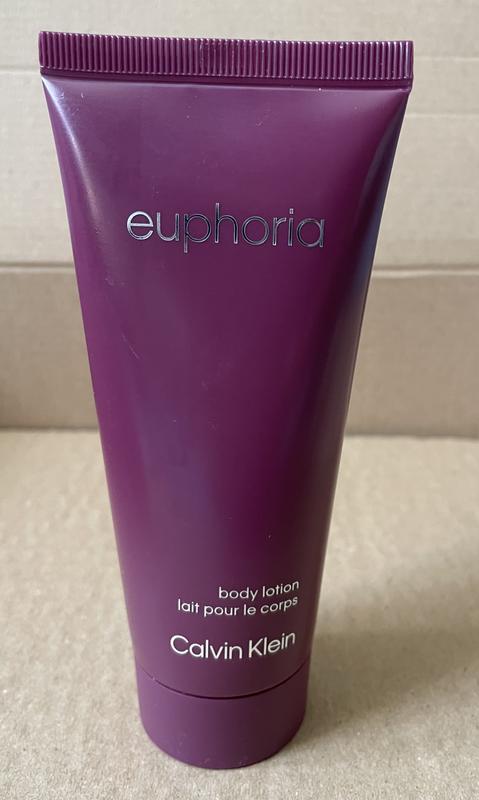 euphoria
body lotion
lait pour le corps
Calvin Klein